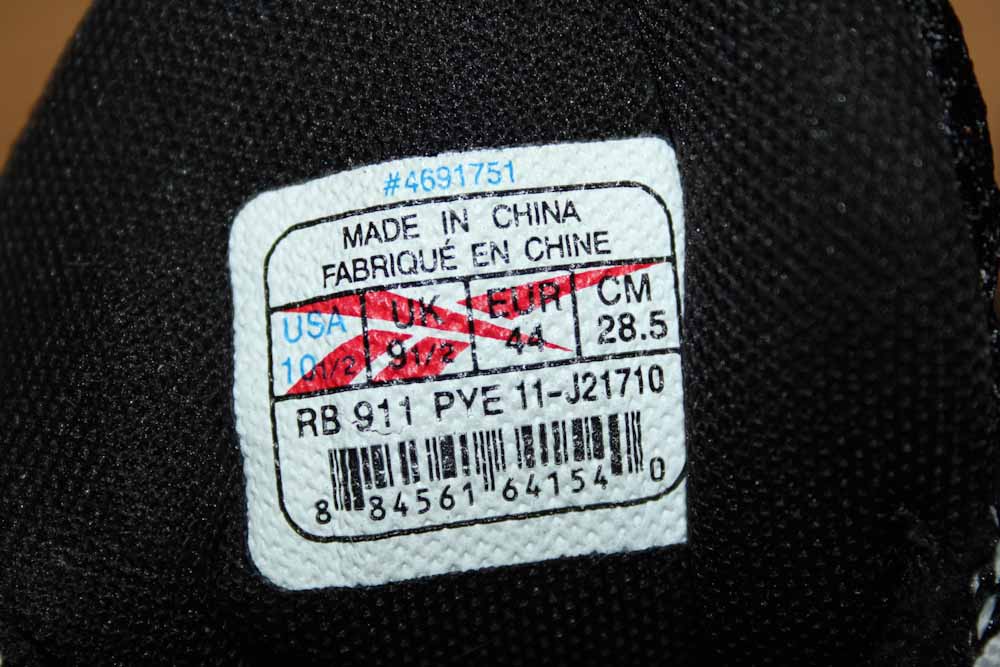 #4691751
MADE IN CHINA
FABRIQUÉ EN CHINE
USA UK EUR CM
10 1/2 9 1/2 44 28.5
RB 911 PYE 11-J21710
8 84561 64154 0